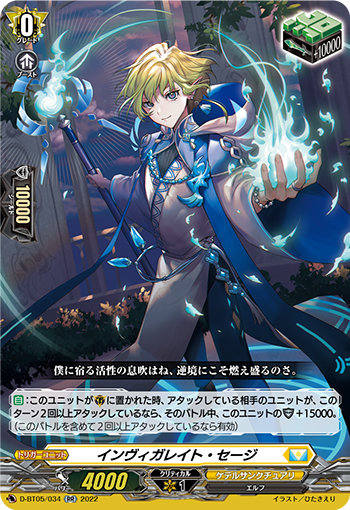 0
グレード
ブースト
+10000
10000
シールド
僕に宿る活性の息吹はね、逆境にこそ燃え盛るのさ。
自:このユニットがGに置かれた時、アタックしている相手のユニットが、この
ターン2回以上アタックしているなら、そのバトル中、このユニットの+15000。
(このバトルを含めて2回以上アタックしているなら有効)
トリガーユニット
インヴィガレイト・セージ
ケテルサンクチュアリ
パワー
4000
クリティカル
1
エルフ
D-BT05/034 RR 2022
イラスト/ひたきえり